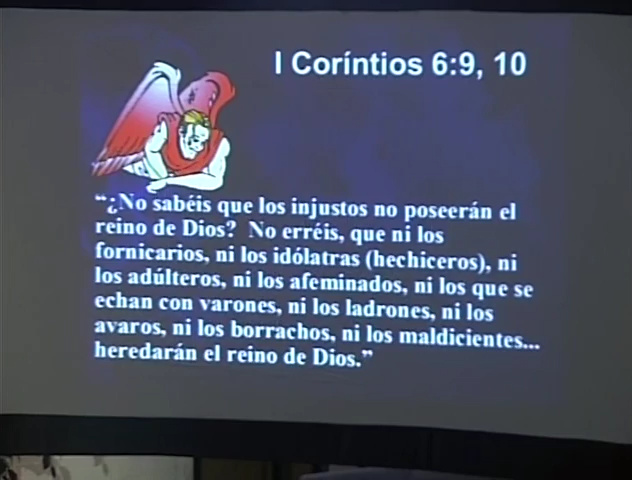 I Coríntios 6:9, 10
“¿No sabéis que los injustos no poseerán el
reino de Dios?  No erréis, que ni los
fornicarios, ni los idólatras (hechiceros), ni
los adúlteros, ni los afeminados, ni los que se
echan con varones, ni los ladrones, ni los
avaros, ni los borrachos, ni los maldicientes...
heredarán el reino de Dios.”